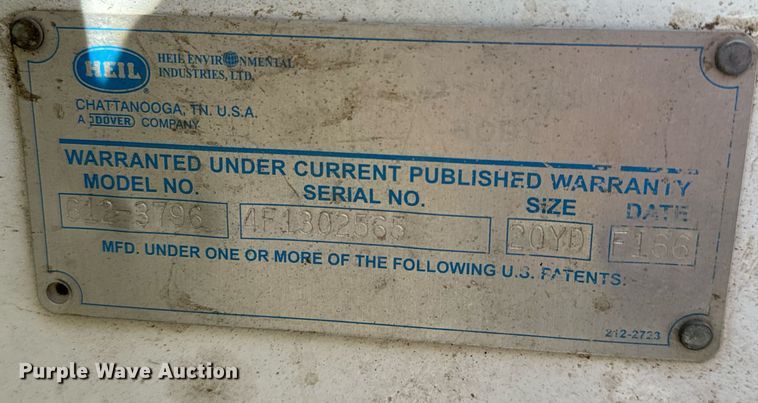 HEIL
HEIL ENVIRONMENTAL
INDUSTRIES, LTD.
CHATTANOOGA, TN. U.S.A.
A DOVER COMPANY
WARRANTED UNDER CURRENT PUBLISHED WARRANTY
MODEL NO. SERIAL NO. SIZE DATE
612-3796 4F1302565 20YD F166
MFD. UNDER ONE OR MORE OF THE FOLLOWING U.S. PATENTS:
212-2723
Purple Wave Auction